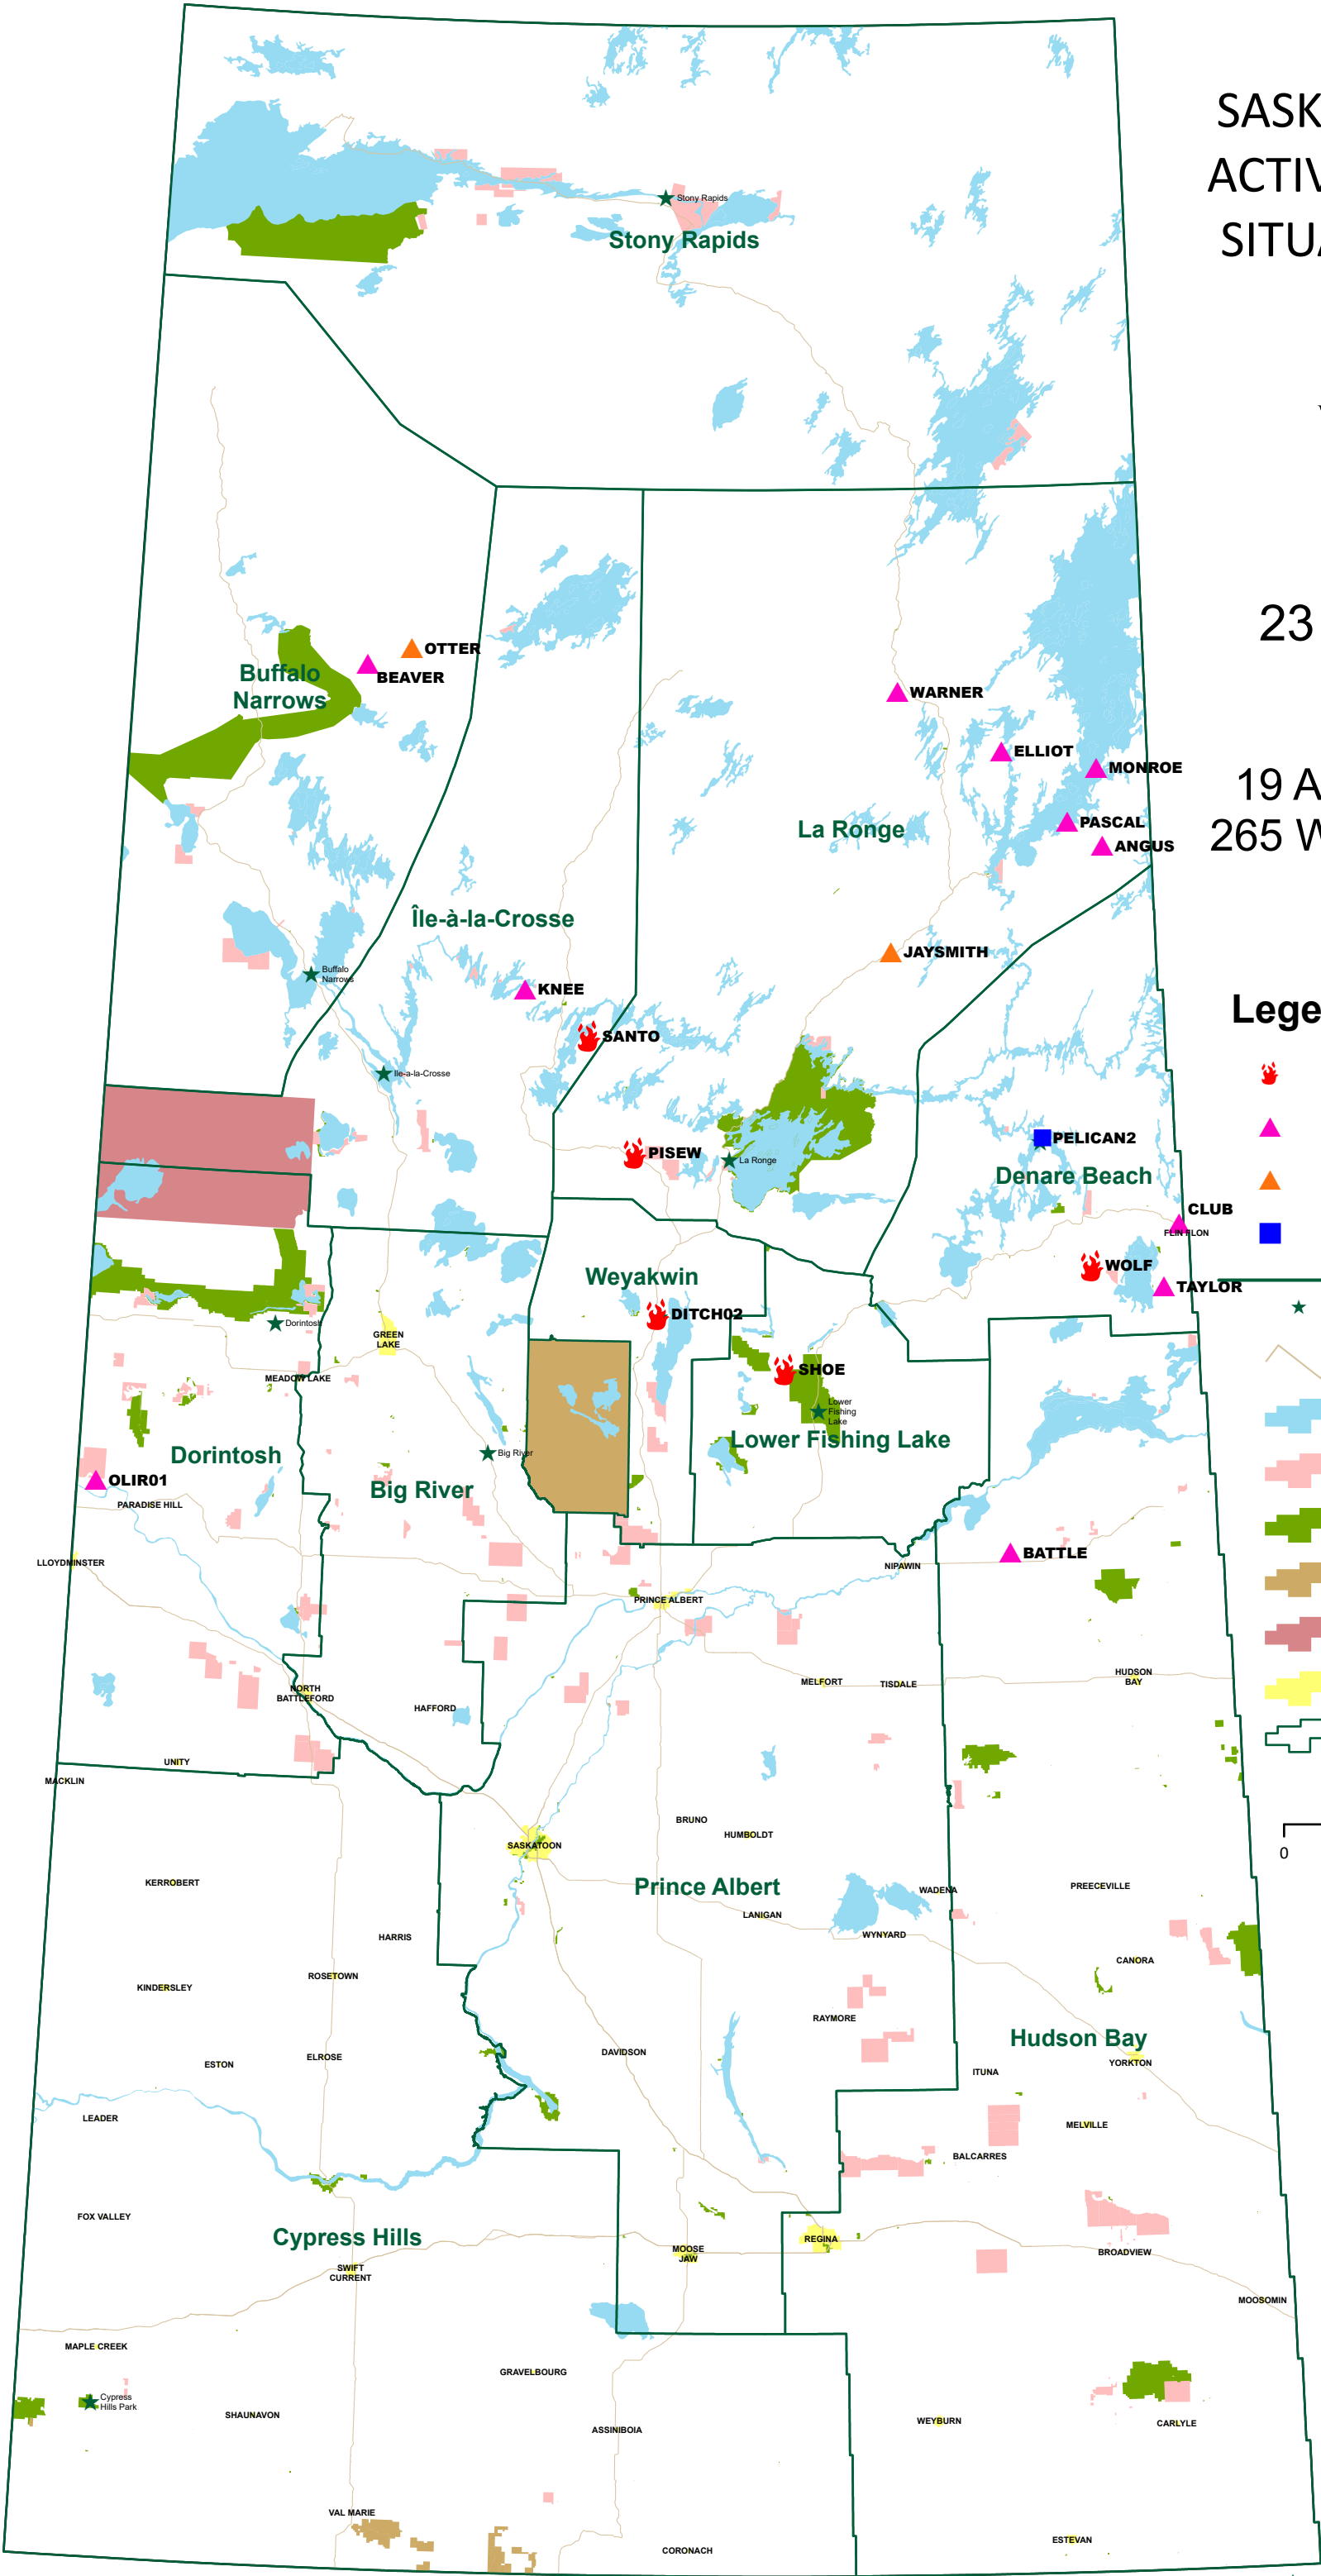 SASK
ACTIV
SITUA
Stony Rapids
Stony Rapids
23
OTTER
BEAVER
Buffalo
Narrows
WARNER
ELLIOT
MONROE
19 A
PASCAL
La Ronge
265 W
ANGUS
Île-à-la-Crosse
JAYSMITH
Buffalo
Narrows
KNEE
Lege
SANTO
Ile-a-la-Crosse
PELICAN2
PISEW
La Ronge
Denare Beach
CLUB
FLIN FLON
WOLF
Weyakwin
TAYLOR
DITCH02
Dorintosh
GREEN
LAKE
SHOE
MEADOW LAKE
Lower
Fishing
Lake
Lower Fishing Lake
Big River
Dorintosh
OLIR01
Big River
PARADISE HILL
BATTLE
LLOYDMINSTER
NIPAWIN
PRINCE ALBERT
HUDSON
BAY
MELFORT
TISDALE
NORTH
BATTLEFORD
HAFFORD
UNITY
MACKLIN
BRUNO
HUMBOLDT
SASKATOON
0
KERROBERT
Prince Albert
PREECEVILLE
WADENA
LANIGAN
WYNYARD
HARRIS
CANORA
ROSETOWN
KINDERSLEY
RAYMORE
Hudson Bay
DAVIDSON
ELROSE
ESTON
YORKTON
ITUNA
LEADER
MELVILLE
BALCARRES
FOX VALLEY
Cypress Hills
REGINA
MOOSE
JAW
BROADVIEW
SWIFT
CURRENT
MOOSOMIN
MAPLE CREEK
GRAVELBOURG
Cypress
Hills Park
SHAUNAVON
WEYBURN
CARLYLE
ASSINIBOIA
VAL MARIE
ESTEVAN
CORONACH